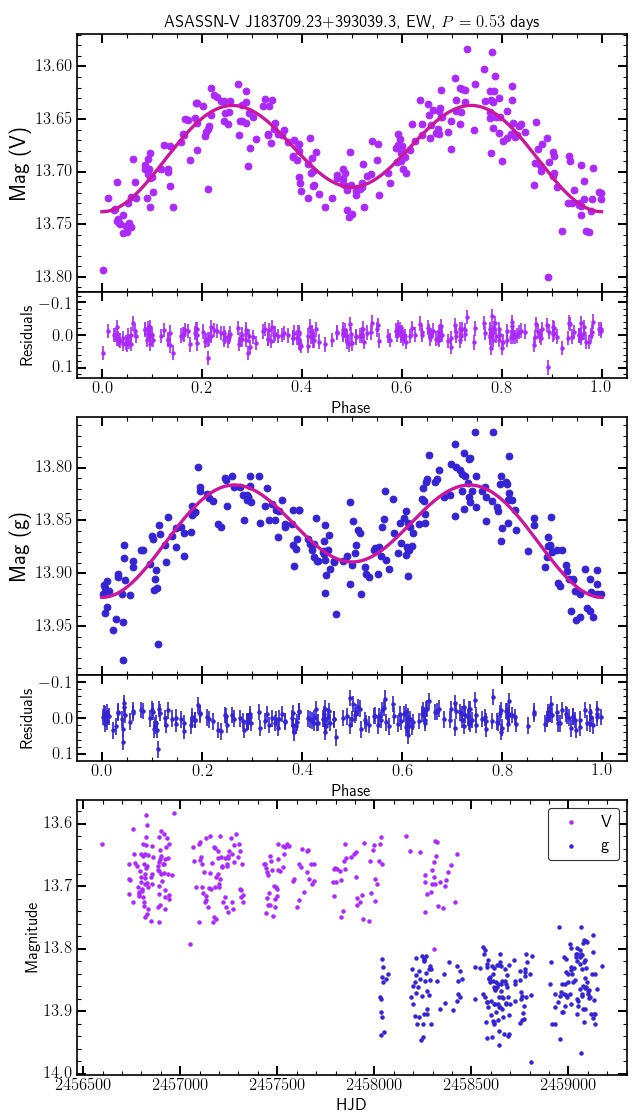 ASASSN-V J183709.23+393039.3, EW, P = 0.53 days
13.60
13.65
13.70
13.75
13.80
Mag (V)
−0.1
0.0
0.1
Residuals
0.0 0.2 0.4 0.6 0.8 1.0
Phase
13.80
13.85
13.90
13.95
Mag (g)
−0.1
0.0
0.1
Residuals
0.0 0.2 0.4 0.6 0.8 1.0
Phase
V
g
13.6
13.7
13.8
13.9
14.0
Magnitude
2456500 2457000 2457500 2458000 2458500 2459000
HJD